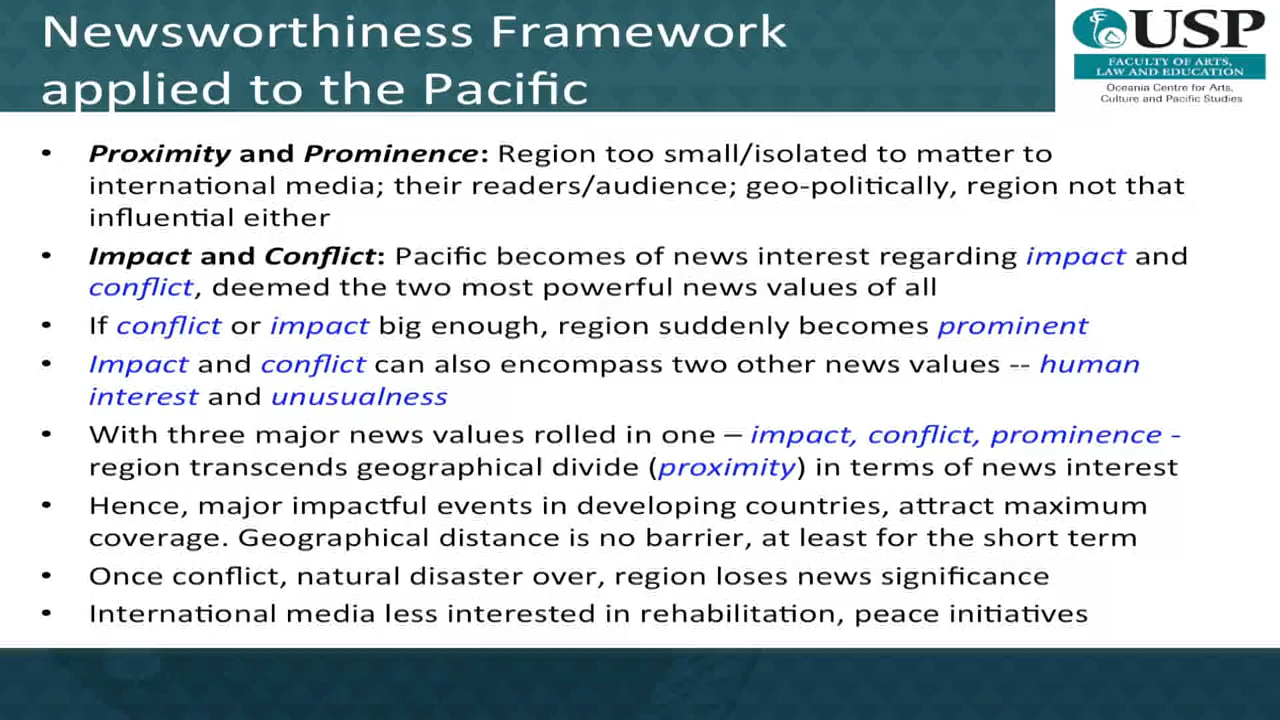 Newsworthiness Framework
applied to the Pacific
USP
FACULTY OF ARTS,
LAW AND EDUCATION
Oceania Centre for Arts,
Culture and Pacific Studies
• Proximity and Prominence: Region too small/isolated to matter to
international media; their readers/audience; geo-politically, region not that
influential either
• Impact and Conflict: Pacific becomes of news interest regarding impact and
conflict, deemed the two most powerful news values of all
• If conflict or impact big enough, region suddenly becomes prominent
• Impact and conflict can also encompass two other news values -- human
interest and unusualness
• With three major news values rolled in one – impact, conflict, prominence -
region transcends geographical divide (proximity) in terms of news interest
• Hence, major impactful events in developing countries, attract maximum
coverage. Geographical distance is no barrier, at least for the short term
• Once conflict, natural disaster over, region loses news significance
• International media less interested in rehabilitation, peace initiatives